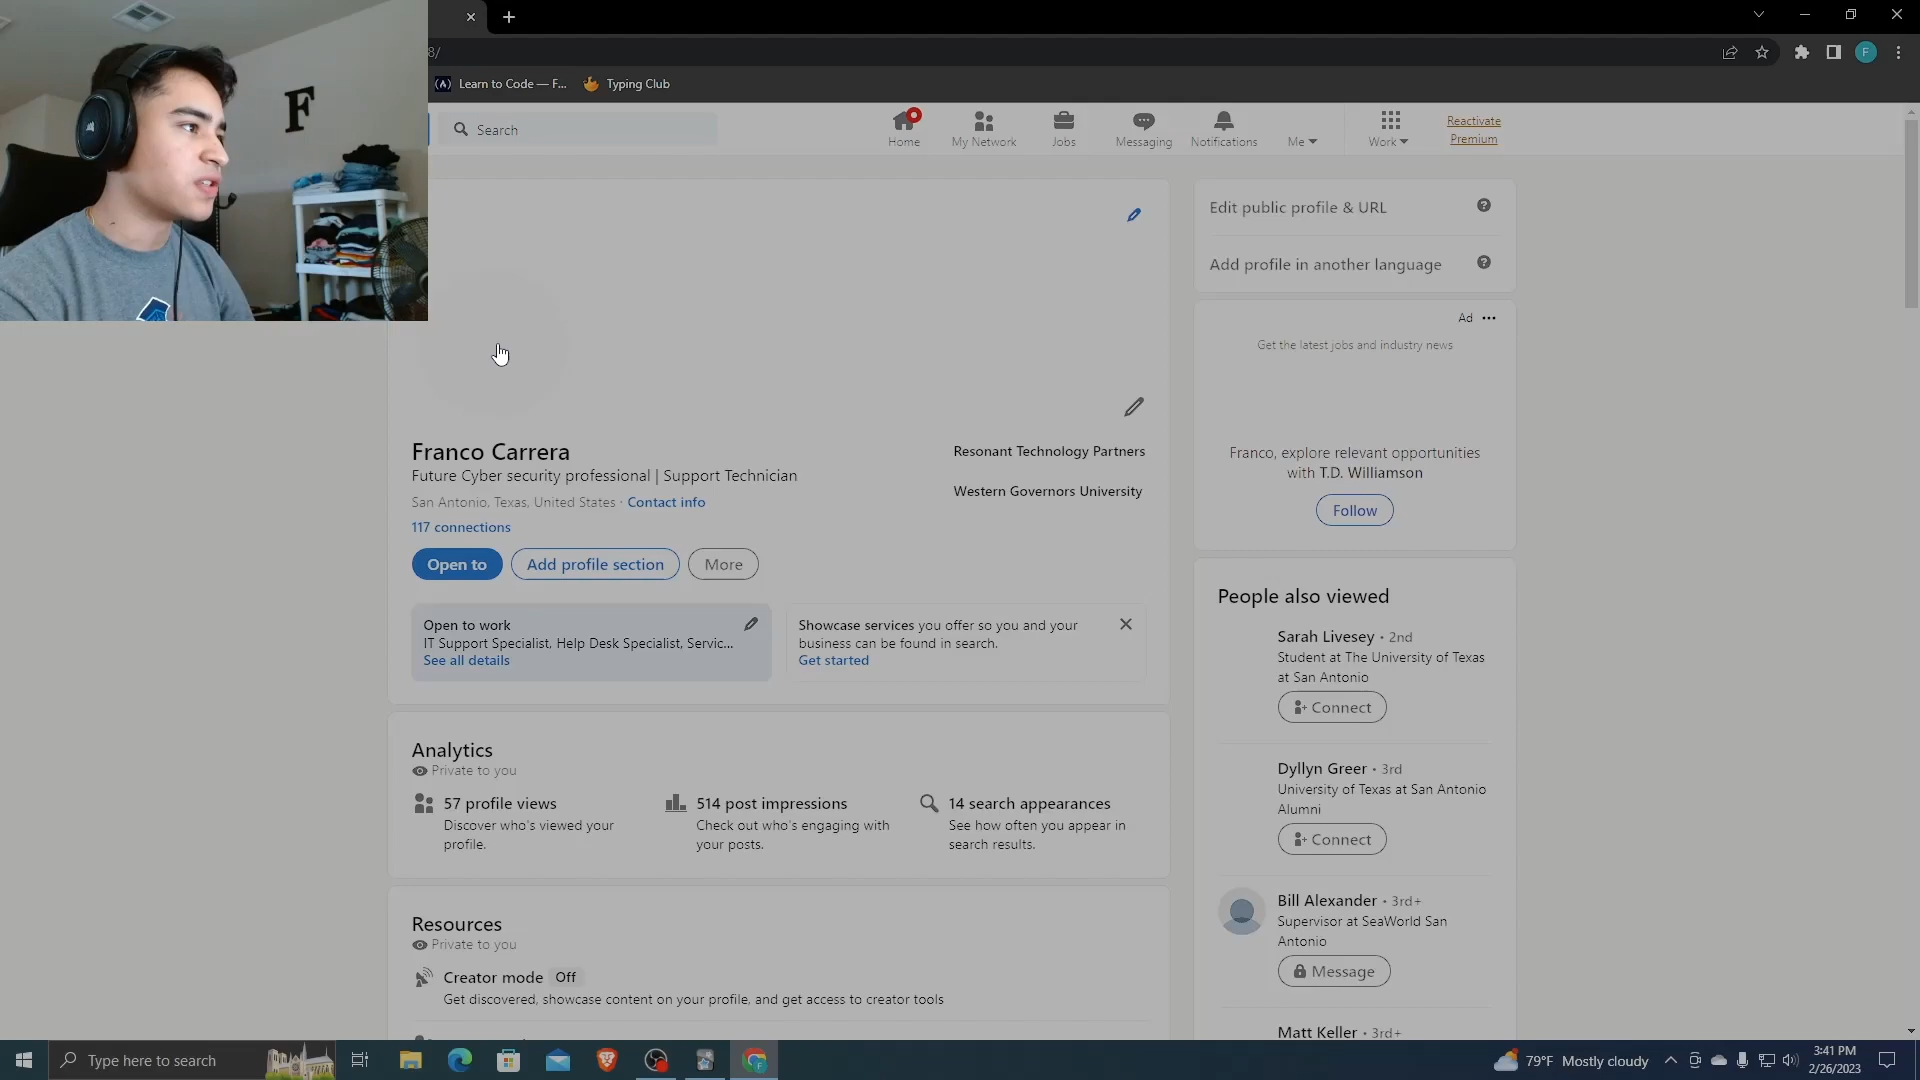 F
8/
Learn to Code — F...
Typing Club
F
Search
Home
My Network
Jobs
Messaging
Notifications
Me
Work
Reactivate
Premium
Edit public profile & URL
Add profile in another language
Ad
Get the latest jobs and industry news
Franco, explore relevant opportunities
with T.D. Williamson
Follow
Franco Carrera
Future Cyber security professional | Support Technician
San Antonio, Texas, United States · Contact info
117 connections
Resonant Technology Partners
Western Governors University
Open to
Add profile section
More
Open to work
IT Support Specialist, Help Desk Specialist, Servic...
See all details
Showcase services you offer so you and your
business can be found in search.
Get started
Analytics
Private to you
57 profile views
Discover who's viewed your
profile.
514 post impressions
Check out who's engaging with
your posts.
14 search appearances
See how often you appear in
search results.
Resources
Private to you
Creator mode Off
Get discovered, showcase content on your profile, and get access to creator tools
People also viewed
Sarah Livesey · 2nd
Student at The University of Texas
at San Antonio
Connect
Dyllyn Greer · 3rd
University of Texas at San Antonio
Alumni
Connect
Bill Alexander · 3rd+
Supervisor at SeaWorld San
Antonio
Message
Matt Keller · 3rd+
Type here to search
79°F Mostly cloudy
3:41 PM
2/26/2023